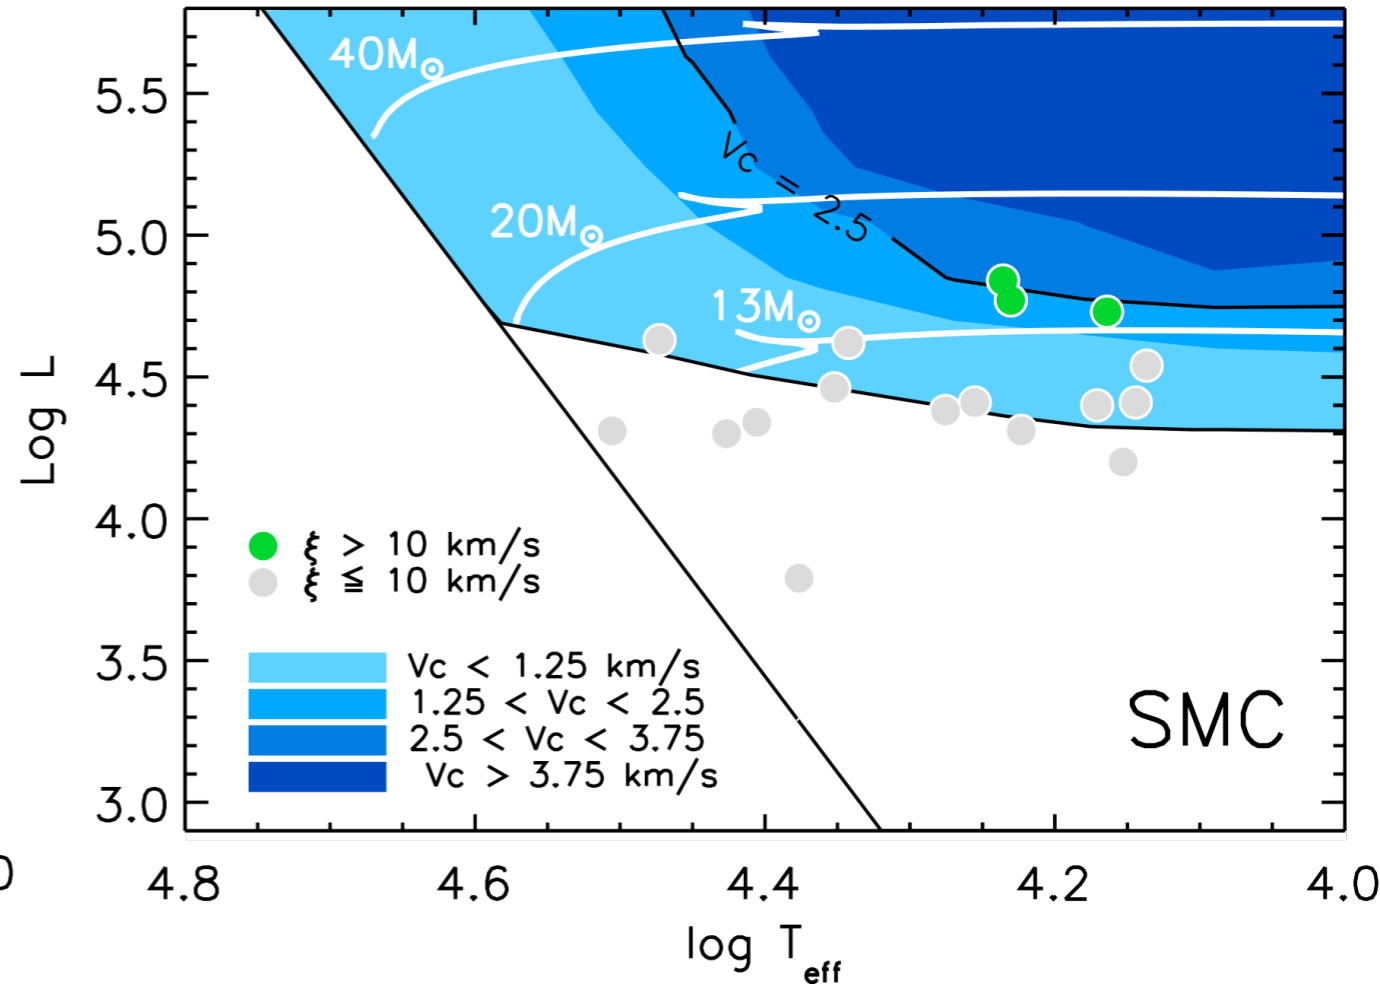 40M⊙
5.5
Vc = 2.5
20M⊙
5.0
13M⊙
Log L
4.5
4.0
ξ > 10 km/s
ξ ≦ 10 km/s
3.5
Vc < 1.25 km/s
1.25 < Vc < 2.5
2.5 < Vc < 3.75
Vc > 3.75 km/s
SMC
3.0
0
4.8 4.6 4.4 4.2 4.0
log Teff